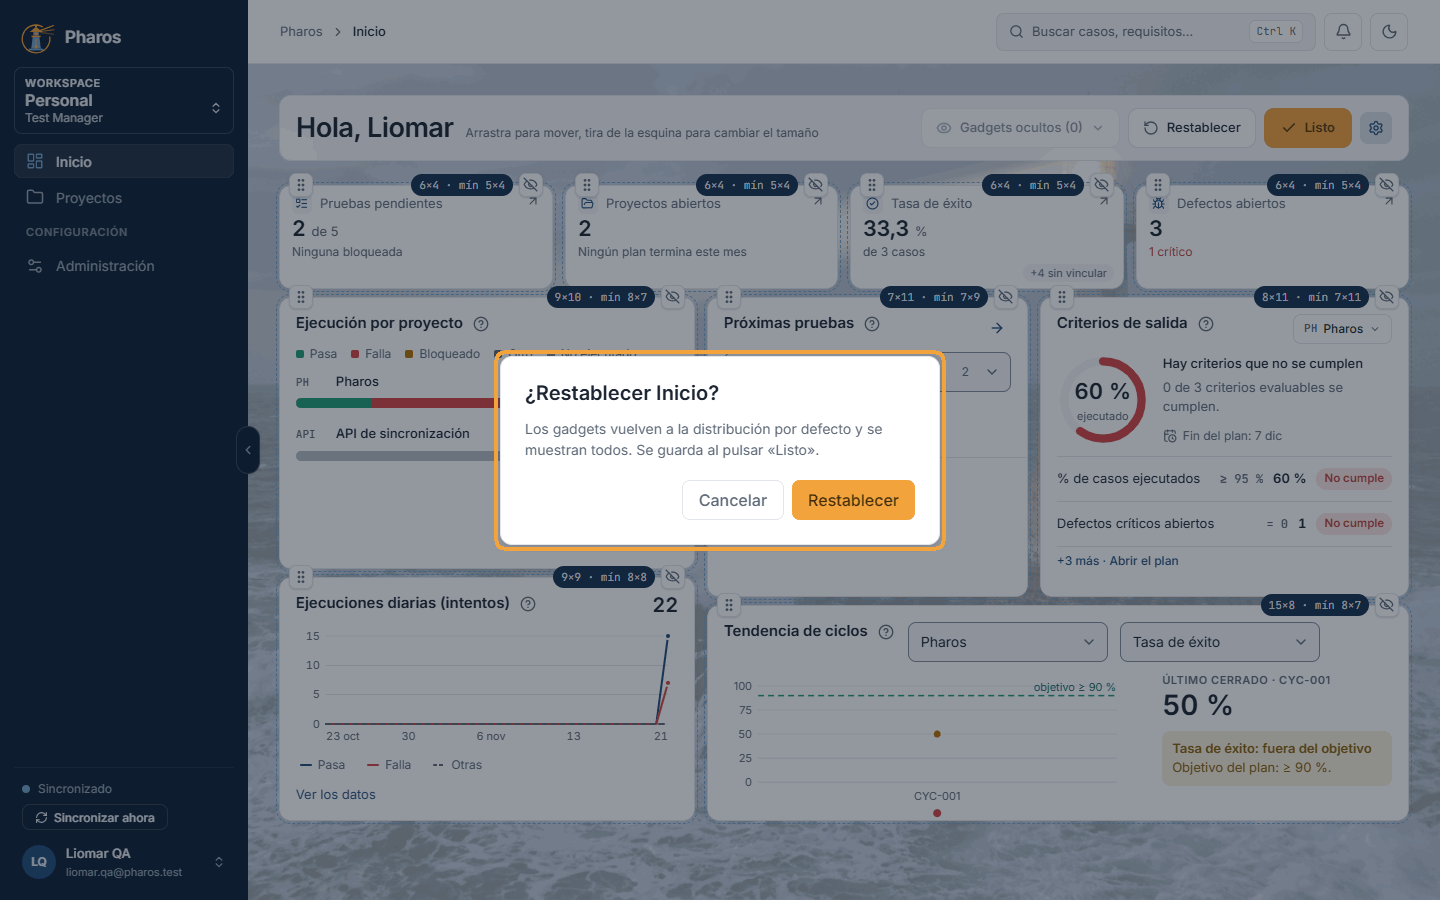 Pharos
WORKSPACE
Personal
Test Manager
Inicio
Proyectos
CONFIGURACIÓN
Administración
Sincronizado
Sincronizar ahora
LQ
Liomar QA
liomar.qa@pharos.test
Pharos > Inicio
Buscar casos, requisitos...
Ctrl K
Hola, Liomar
Arrastra para mover, tira de la esquina para cambiar el tamaño
Gadgets ocultos (0)
Restablecer
Listo
6×4 · mín 5×4
Pruebas pendientes
2 de 5
Ninguna bloqueada
6×4 · mín 5×4
Proyectos abiertos
2
Ningún plan termina este mes
6×4 · mín 5×4
Tasa de éxito
33,3 %
de 3 casos
+4 sin vincular
6×4 · mín 5×4
Defectos abiertos
3
1 crítico
9×10 · mín 8×7
Ejecución por proyecto
Pasa
Falla
Bloqueado
PH Pharos
API API de sincronización
7×11 · mín 7×9
Próximas pruebas
2
8×11 · mín 7×11
Criterios de salida
PH Pharos
60 %
ejecutado
Hay criterios que no se cumplen
0 de 3 criterios evaluables se
cumplen.
Fin del plan: 7 dic
% de casos ejecutados ≥ 95 % 60 % No cumple
Defectos críticos abiertos = 0 1 No cumple
+3 más · Abrir el plan
¿Restablecer Inicio?
Los gadgets vuelven a la distribución por defecto y se
muestran todos. Se guarda al pulsar «Listo».
Cancelar
Restablecer
9×9 · mín 8×8
Ejecuciones diarias (intentos)
22
15
10
5
0
23 oct 30 6 nov 13 21
Pasa
Falla
Otras
Ver los datos
15×8 · mín 8×7
Tendencia de ciclos
Pharos
Tasa de éxito
100
75
50
25
0
objetivo ≥ 90 %
CYC-001
ÚLTIMO CERRADO · CYC-001
50 %
Tasa de éxito: fuera del objetivo
Objetivo del plan: ≥ 90 %.